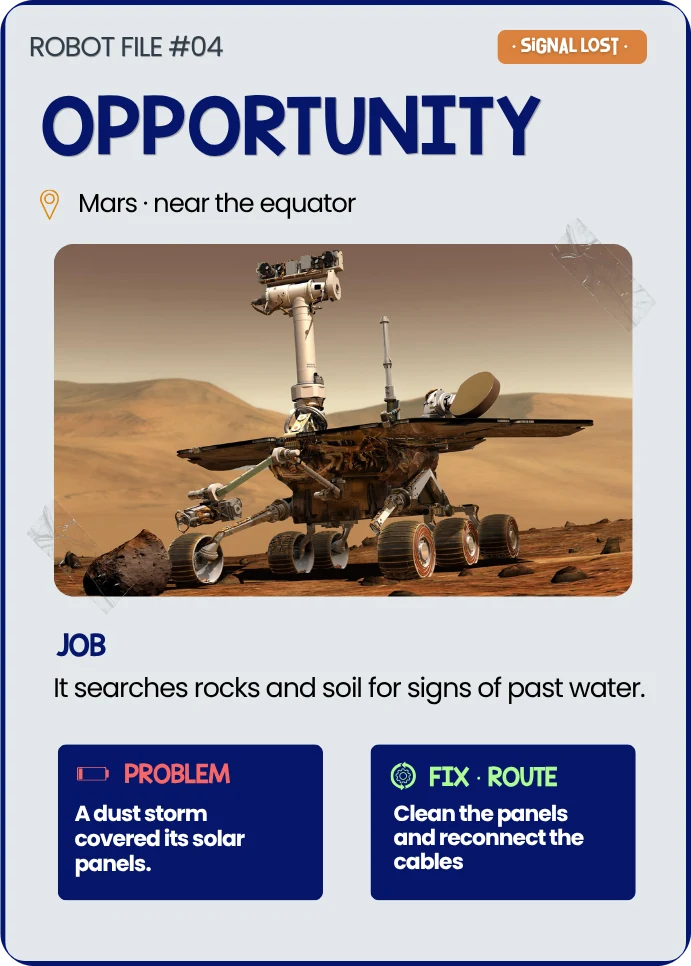 ROBOT FILE #04
· SIGNAL LOST ·
OPPORTUNITY
Mars · near the equator
JOB
It searches rocks and soil for signs of past water.
PROBLEM
A dust storm
covered its solar
panels.
FIX · ROUTE
Clean the panels
and reconnect the
cables